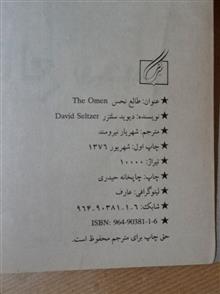 ★ عنوان: طالع نحس The Omen
★ نویسنده: دیوید سلتزر David Seltzer
★ مترجم: شهریار نیرومند
★ چاپ اول: شهریور ۱۳۷۶
★ تیراژ: ۱۰۰۰۰
★ چاپ: چاپخانه حیدری
★ لیتوگرافی: عارف
★ شابک: ۶-۱-۹۰۳۸۱-۹۶۴
★ ISBN: 964-90381-1-6
حق چاپ برای مترجم محفوظ است.